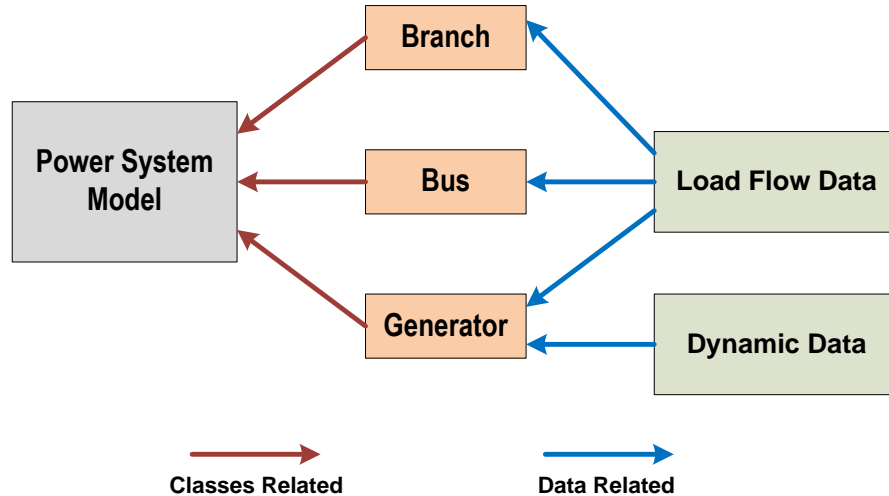 Branch
Power System
Model
Bus
Load Flow Data
Generator
Dynamic Data
Classes Related
Data Related